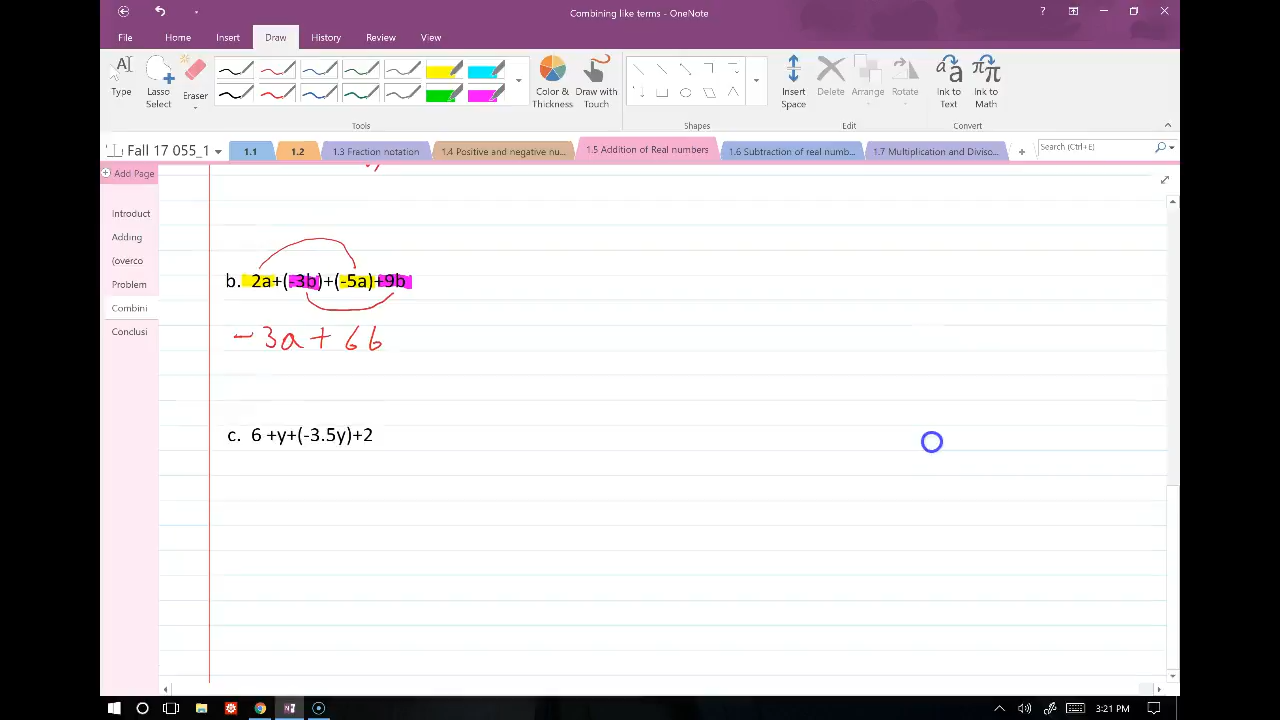 Combining like terms - OneNote
?
File Home Insert Draw History Review View
Type
Lasso
Select
Eraser
Color &
Thickness
Draw with
Touch
Insert
Space
Delete
Arrange
Rotate
Ink to
Text
Ink to
Math
Tools
Shapes
Edit
Convert
Fall 17 055_1
1.1
1.2
1.3 Fraction notation
1.4 Positive and negative nu...
1.5 Addition of Real numbers
1.6 Subtraction of real numb...
1.7 Multiplication and Diviso...
+
Search (Ctrl+E)
Add Page
Introduct
Adding
(overco
Problem
Combini
Conclusi
b. 2a+(-3b)+(-5a)+9b
-3a+6b
c. 6 +y+(-3.5y)+2
3:21 PM